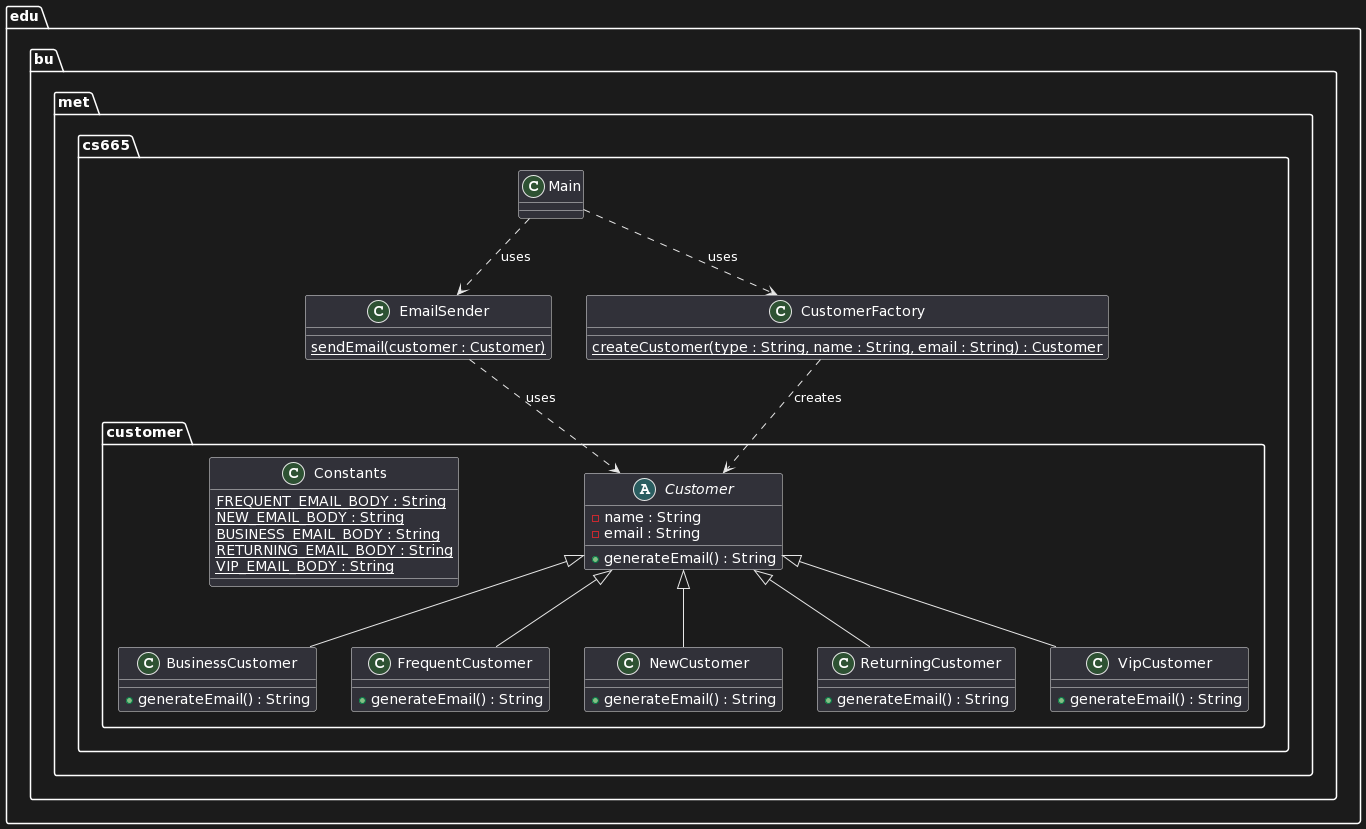 edu
bu
met
cs665
C Main
uses
uses
C EmailSender
sendEmail(customer : Customer)
C CustomerFactory
createCustomer(type : String, name : String, email : String) : Customer
uses
creates
customer
C Constants
FREQUENT_EMAIL_BODY : String
NEW_EMAIL_BODY : String
BUSINESS_EMAIL_BODY : String
RETURNING_EMAIL_BODY : String
VIP_EMAIL_BODY : String
A Customer
name : String
email : String
generateEmail() : String
C BusinessCustomer
generateEmail() : String
C FrequentCustomer
generateEmail() : String
C NewCustomer
generateEmail() : String
C ReturningCustomer
generateEmail() : String
C VipCustomer
generateEmail() : String